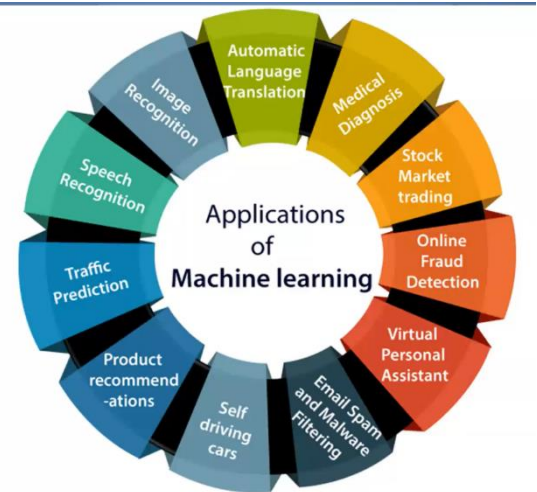 Automatic
Language
Translation
Medical
Diagnosis
Stock
Market
trading
Online
Fraud
Detection
Virtual
Personal
Assistant
Email Spam
and Malware
Filtering
Self
driving
cars
Product
recommend
-ations
Traffic
Prediction
Speech
Recognition
Image
Recognition
Applications
of
Machine learning